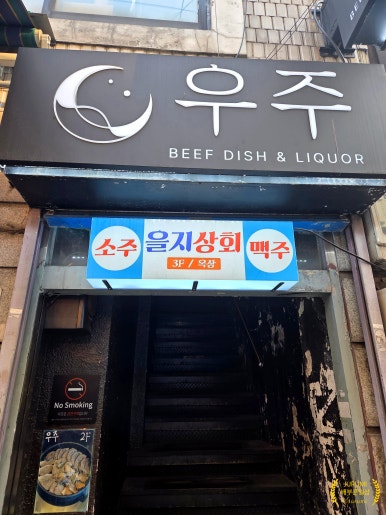 우주
BEEF DISH & LIQUOR
소주 을지상회 맥주
3F / 옥상
No Smoking
우주 2F